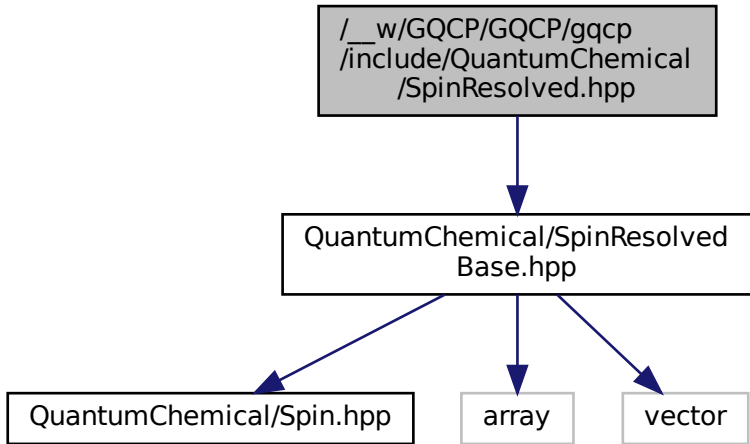 /__w/GQCP/GQCP/gqcp
/include/QuantumChemical
/SpinResolved.hpp
QuantumChemical/SpinResolved
Base.hpp
QuantumChemical/Spin.hpp
array
vector